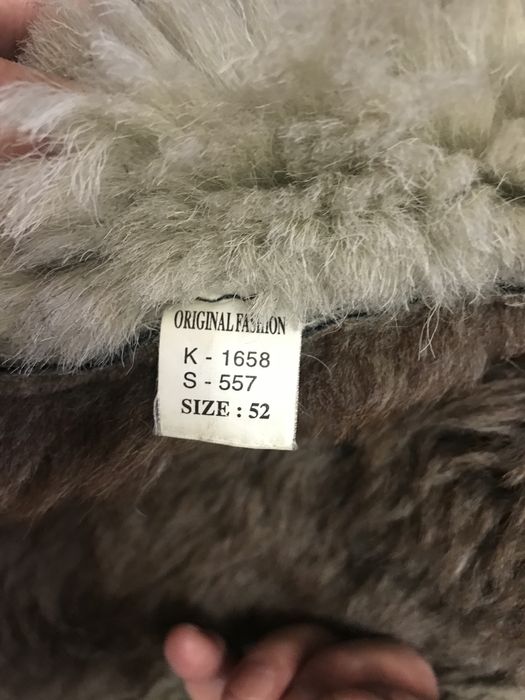 ORIGINAL FASHION
K - 1658
S - 557
SIZE : 52